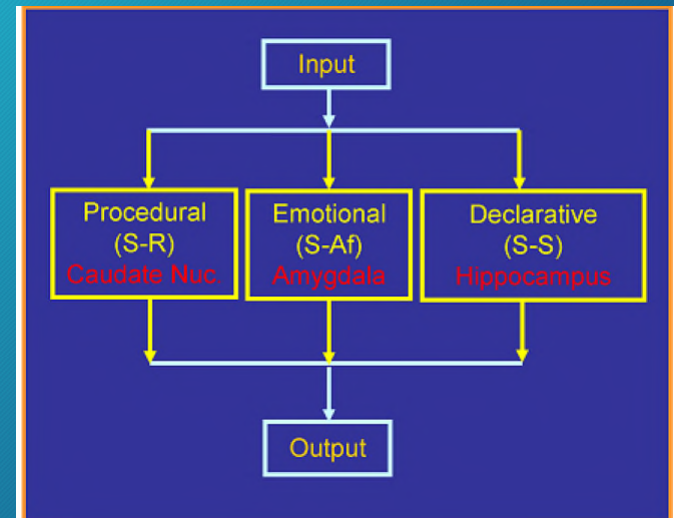 Input
Procedural
(S-R)
Caudate Nuc.
Emotional
(S-Af)
Amygdala
Declarative
(S-S)
Hippocampus
Output